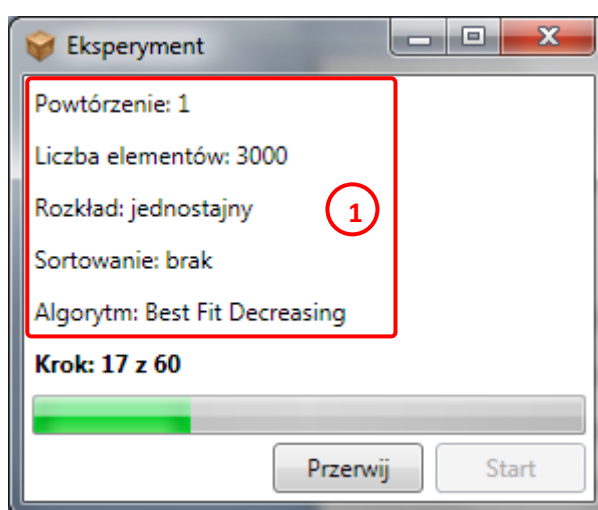 Eksperyment
Powtórzenie: 1
Liczba elementów: 3000
Rozkład: jednostajny
1
Sortowanie: brak
Algorytm: Best Fit Decreasing
Krok: 17 z 60
Przerwij
Start